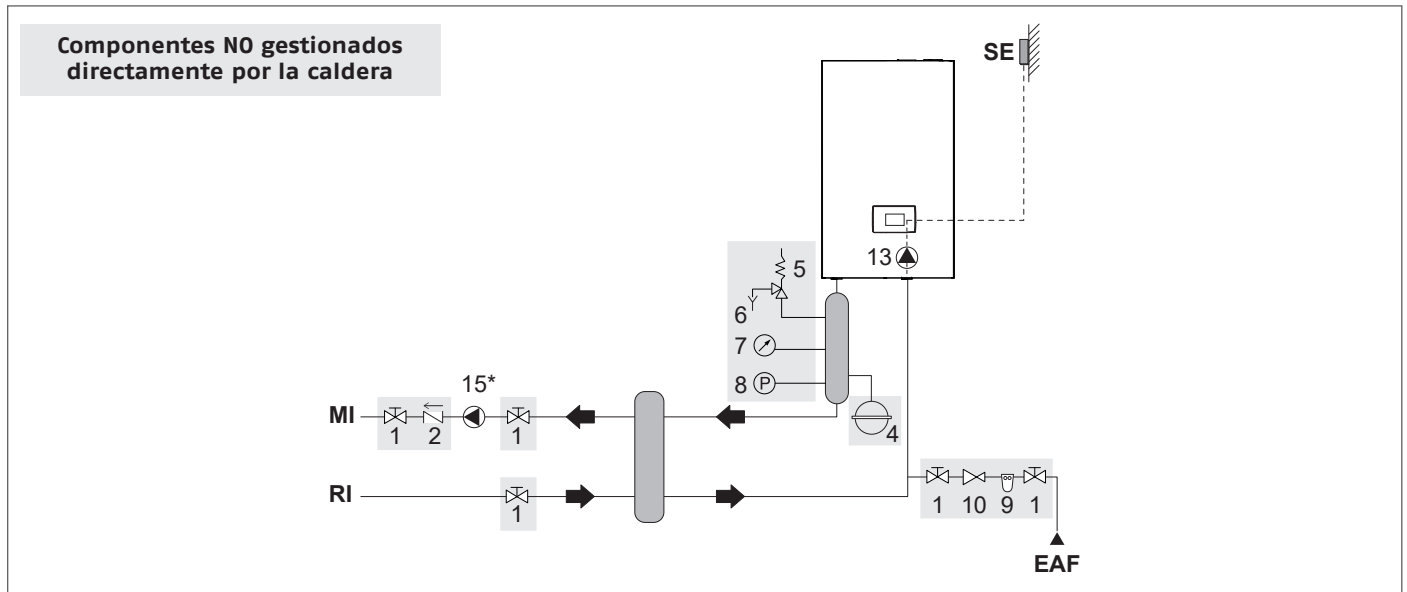 Componentes NO gestionados
directamente por la caldera
SE
13
5
6
7
8 P
4
15*
MI
1 2 1
RI
1
1 10 9 1
EAF